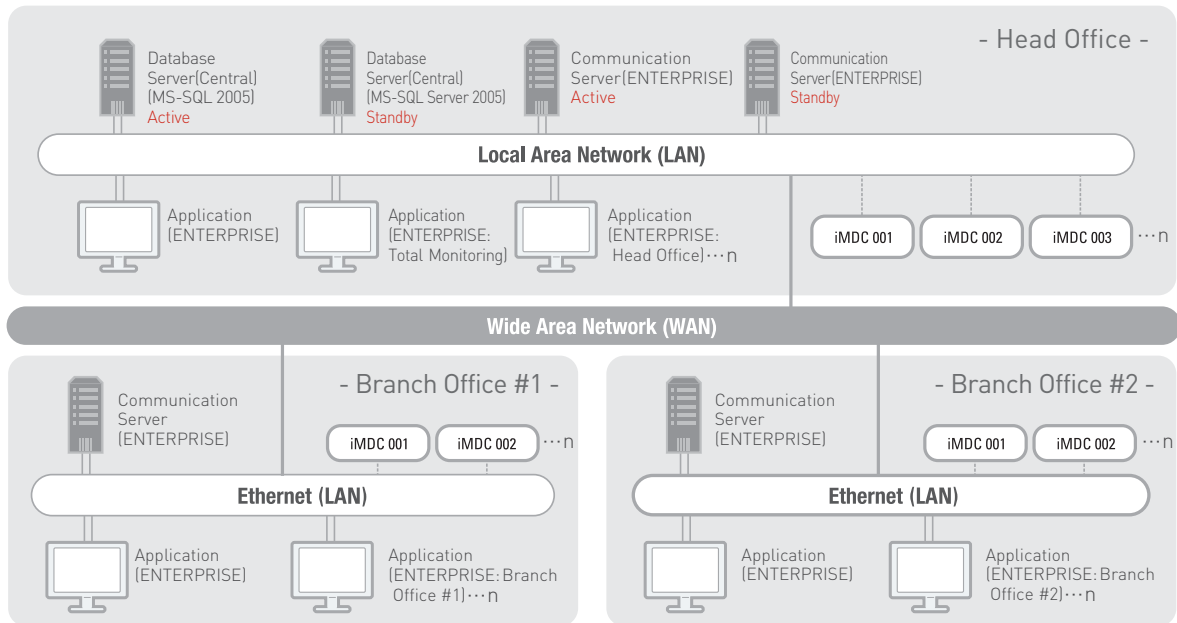 - Head Office -
Database
Server(Central)
(MS-SQL 2005)
Active
Database
Server(Central)
(MS-SQL Server 2005)
Standby
Communication
Server(ENTERPRISE)
Active
Communication
Server(ENTERPRISE)
Standby
Local Area Network (LAN)
Application
(ENTERPRISE)
Application
(ENTERPRISE:
Total Monitoring)
Application
(ENTERPRISE:
Head Office)···n
iMDC 001
iMDC 002
iMDC 003
···n
Wide Area Network (WAN)
- Branch Office #1 -
Communication
Server
(ENTERPRISE)
iMDC 001
iMDC 002
···n
Ethernet (LAN)
Application
(ENTERPRISE)
Application
(ENTERPRISE:Branch
Office #1)···n
- Branch Office #2 -
Communication
Server
(ENTERPRISE)
iMDC 001
iMDC 002
···n
Ethernet (LAN)
Application
(ENTERPRISE)
Application
(ENTERPRISE:Branch
Office #2)···n